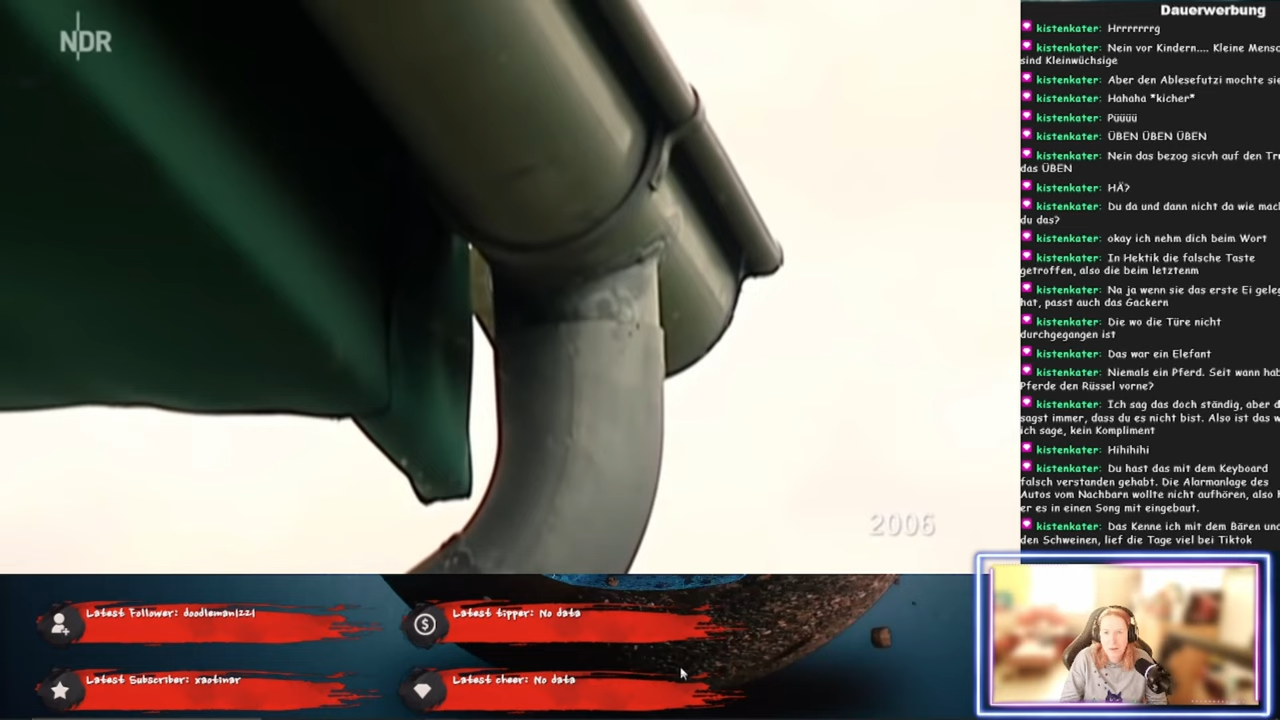 NDR
2006
Dauerwerbung
kistenkater: Hrrrrrrrg
kistenkater: Nein vor Kindern.... Kleine
sind Kleinwüchsige
kistenkater: Aber den Ablesefutzi mochte
kistenkater: Hahaha *kicher*
kistenkater: Püüüü
kistenkater: ÜBEN ÜBEN ÜBEN
kistenkater: Nein das bezog sicvh auf den
das ÜBEN
kistenkater: HÄ?
kistenkater: Du da und dann nicht da wie
du das?
kistenkater: okay ich nehm dich beim Wort
kistenkater: In Hektik die falsche Taste
getroffen, also die beim letztenm
kistenkater: Na ja wenn sie das erste Ei
hat, passt auch das Gackern
kistenkater: Die wo die Türe nicht
durchgegangen ist
kistenkater: Das war ein Elefant
kistenkater: Niemals ein Pferd. Seit wann
Pferde den Rüssel vorne?
kistenkater: Ich sag das doch ständig, aber
sagst immer, dass du es nicht bist. Also ist das
ich sage, kein Kompliment
kistenkater: Hihihihi
kistenkater: Du hast das mit dem Keyboard
falsch verstanden gehabt. Die Alarmanlage des
Autos vom Nachbarn wollte nicht aufhören, also
er es in einen Song mit eingebaut.
kistenkater: Das Kenne ich mit dem Bären
den Schweinen, lief die Tage viel bei Tiktok
Latest Follower: doodleman1221
Latest tipper: No data
Latest Subscriber: xaotinar
Latest cheer: No data